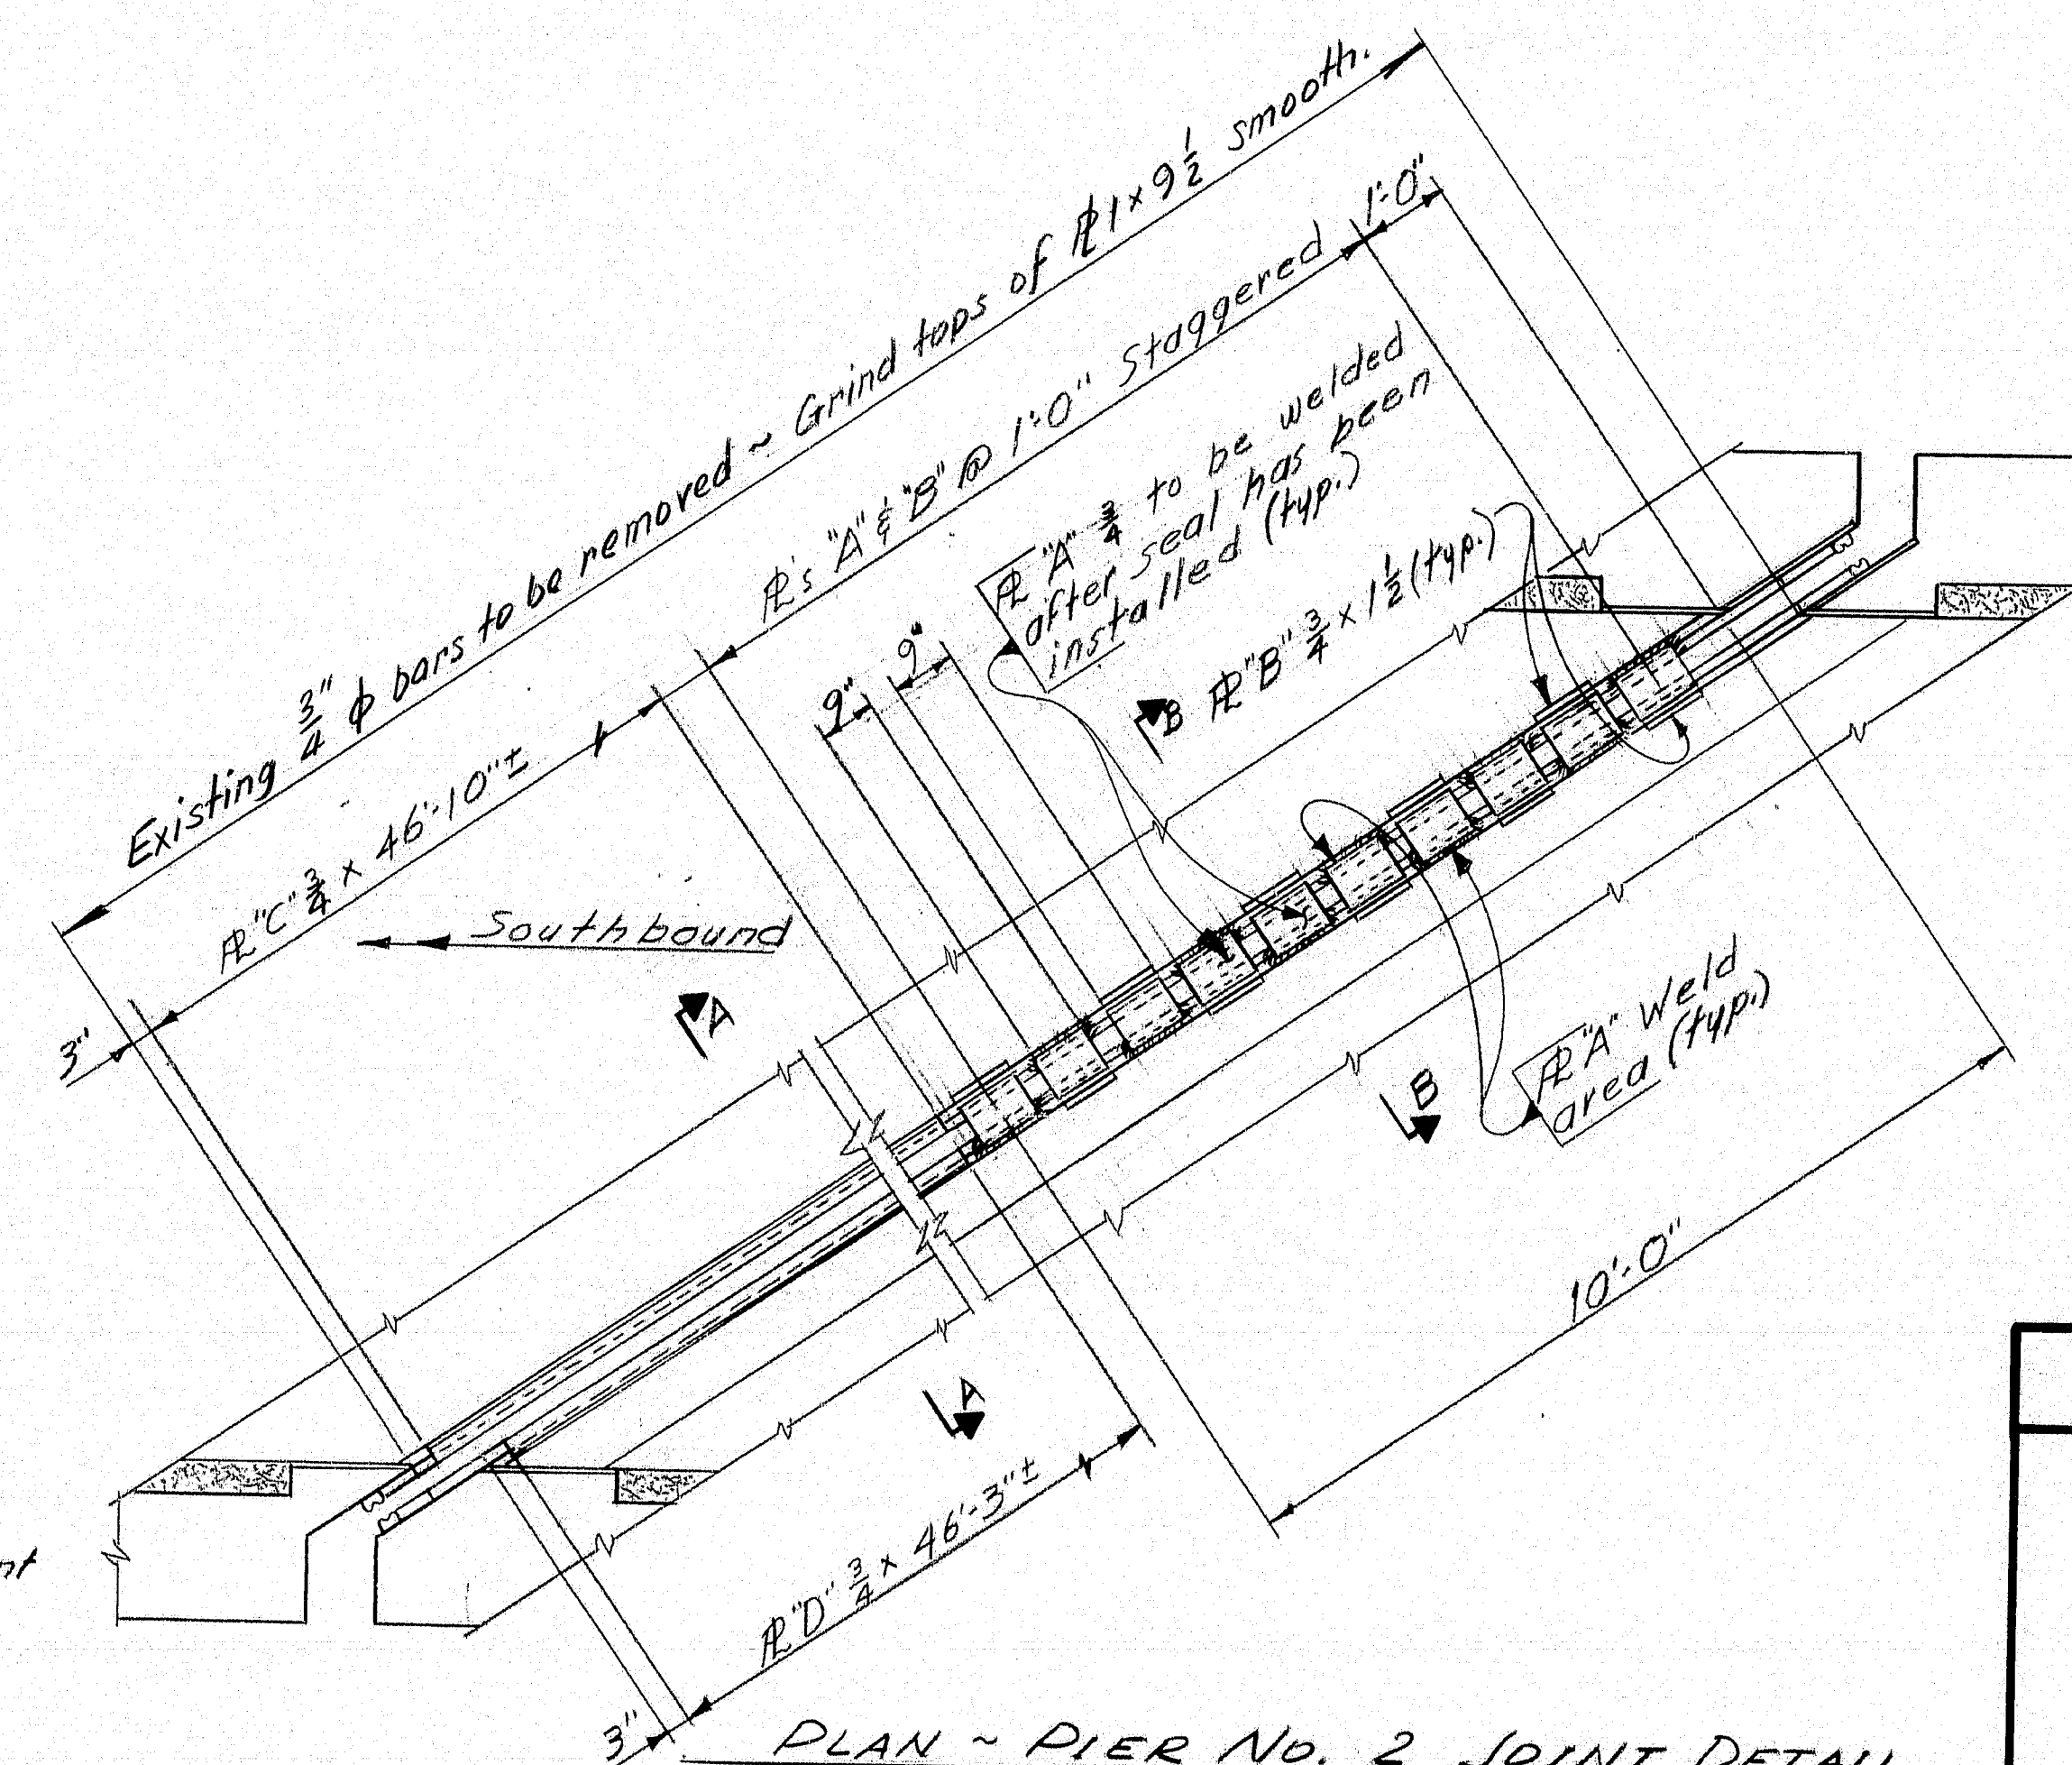 Existing 3/4" ϕ bars to be removed ~ Grind tops of ℙL 1 x 9 1/2 smooth.
1'-0"
ℙL's "A" & "B" @ 1'-0" Staggered
ℙL "C" 3/4 x 46'-10"±
3"
9"
9"
ℙL "A" 3/4 to be welded
after seal has been
installed (typ.)
ℙL "B" 3/4 x 1 1/2 (typ.)
B
Southbound
A
B
ℙL "A" Weld
area (typ.)
A
10'-0"
ℙL "D" 3/4 x 46'-3"±
3"
PLAN ~ PIER NO. 2 JOINT DETAIL